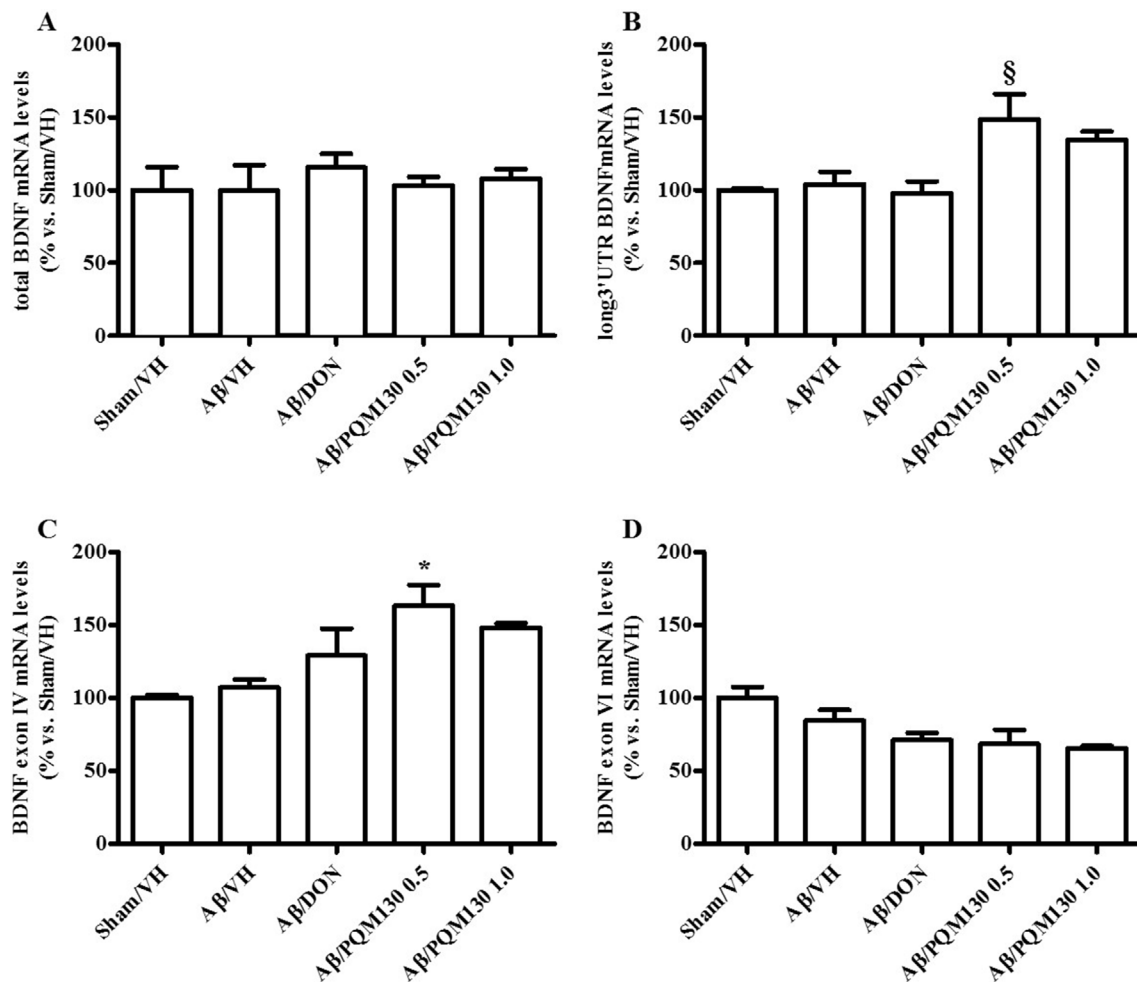 A
total BDNF mRNA levels
(% vs. Sham/VH)
200
150
100
50
0
Sham/VH
Aβ/VH
Aβ/DON
Aβ/PQM130 0.5
Aβ/PQM130 1.0
B
long3'UTR BDNFmRNA levels
(% vs. Sham/VH)
200
150
100
50
0
§
Sham/VH
Aβ/VH
Aβ/DON
Aβ/PQM130 0.5
Aβ/PQM130 1.0
C
BDNF exon IV mRNA levels
(% vs. Sham/VH)
200
150
100
50
0
*
Sham/VH
Aβ/VH
Aβ/DON
Aβ/PQM130 0.5
Aβ/PQM130 1.0
D
BDNF exon VI mRNA levels
(% vs. Sham/VH)
200
150
100
50
0
Sham/VH
Aβ/VH
Aβ/DON
Aβ/PQM130 0.5
Aβ/PQM130 1.0